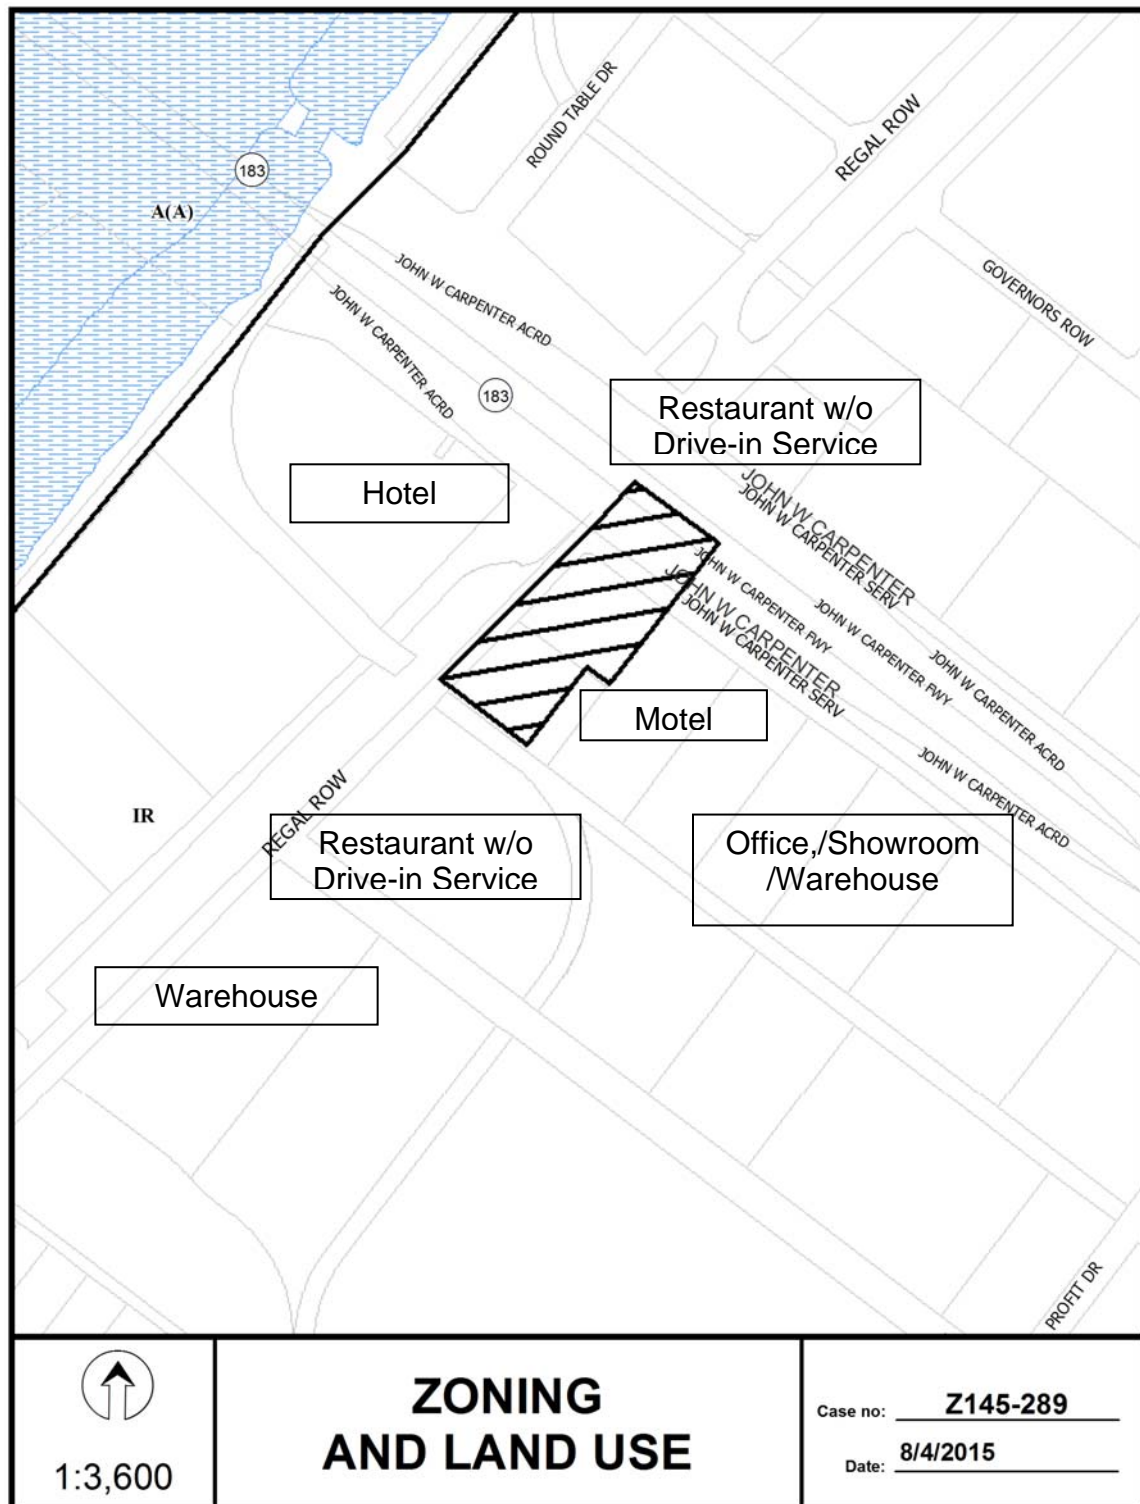 ROUND TABLE DR
REGAL ROW
183
A(A)
GOVERNORS ROW
JOHN W CARPENTER ACRD
JOHN W CARPENTER ACRD
183
Restaurant w/o
Drive-in Service
Hotel
JOHN W CARPENTER
JOHN W CARPENTER SERV
JOHN W CARPENTER FWY
JOHN W CARPENTER
JOHN W CARPENTER SERV
JOHN W CARPENTER FWY
JOHN W CARPENTER ACRD
Motel
JOHN W CARPENTER ACRD
IR
REGAL ROW
Restaurant w/o
Drive-in Service
Office,/Showroom
/Warehouse
Warehouse
PROFIT DR
1:3,600
ZONING
AND LAND USE
Case no: Z145-289
Date: 8/4/2015